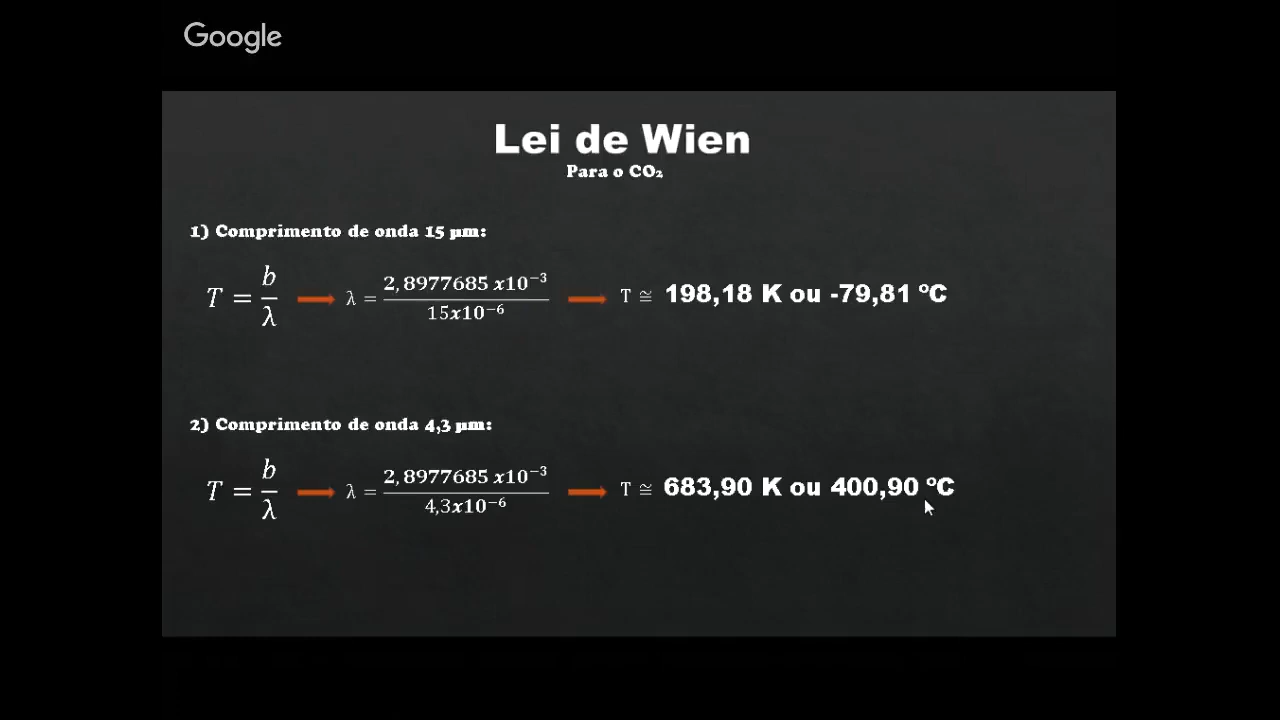 Google
Lei de Wien
Para o CO₂
1) Comprimento de onda 15 µm:
T = b/λ → λ = 2,8977685 x10⁻³ / 15x10⁻⁶ → T ≅ 198,18 K ou -79,81 ºC
2) Comprimento de onda 4,3 µm:
T = b/λ → λ = 2,8977685 x10⁻³ / 4,3x10⁻⁶ → T ≅ 683,90 K ou 400,90 ºC